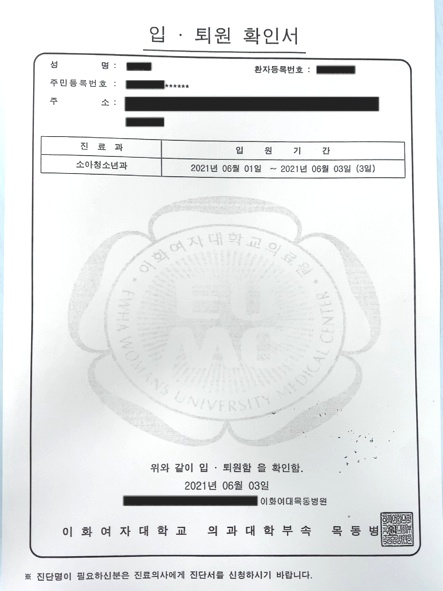 입 · 퇴원 확인서
성 명 :
환자등록번호 :
주민등록번호 : ******
주 소 :
진 료 과 입 원 기 간
소아청소년과 2021년 06월 01일 ~ 2021년 06월 03일 (3일)
이화여자대학교의료원
EU
MC
EWHA WOMANS UNIVERSITY MEDICAL CENTER
위와 같이 입 · 퇴원함 을 확인함.
2021년 06월 03일
이화여대목동병원
이 화 여 자 대 학 교 의 과 대 학 부 속 목 동 병
※ 진단명이 필요하신분은 진료의사에게 진단서를 신청하시기 바랍니다.